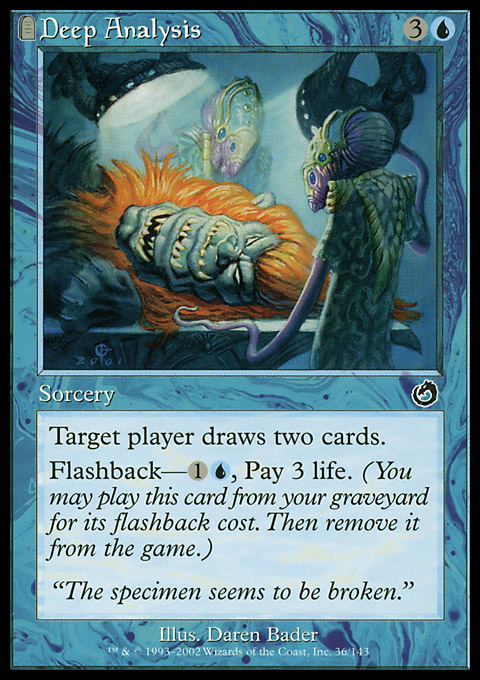 Deep Analysis 3
2001
Sorcery
Target player draws two cards.
Flashback—1, Pay 3 life. (You
may play this card from your graveyard
for its flashback cost. Then remove it
from the game.)
“The specimen seems to be broken.”
Illus. Daren Bader
™ & © 1993-2002 Wizards of the Coast, Inc. 36/143